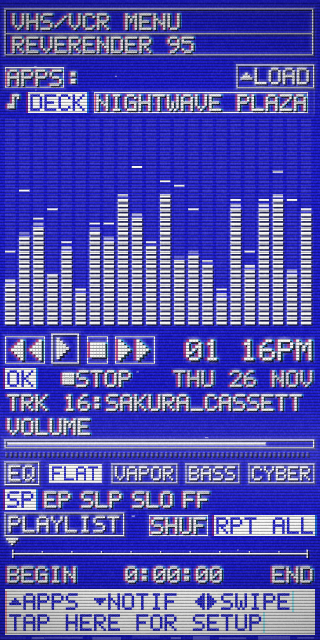 VHS/VCR MENU
REVERENDER 95
APPS: LOAD
DECK NIGHTWAVE PLAZA
01 16PM
OK STOP THU 26 NOV
TRK 16:SAKURA_CASSETT
VOLUME
EQ FLAT VAPOR BASS CYBER
SP EP SLP SLO FF
PLAYLIST SHUF RPT ALL
BEGIN 0:00:00 END
APPS NOTIF SWIPE
TAP HERE FOR SETUP